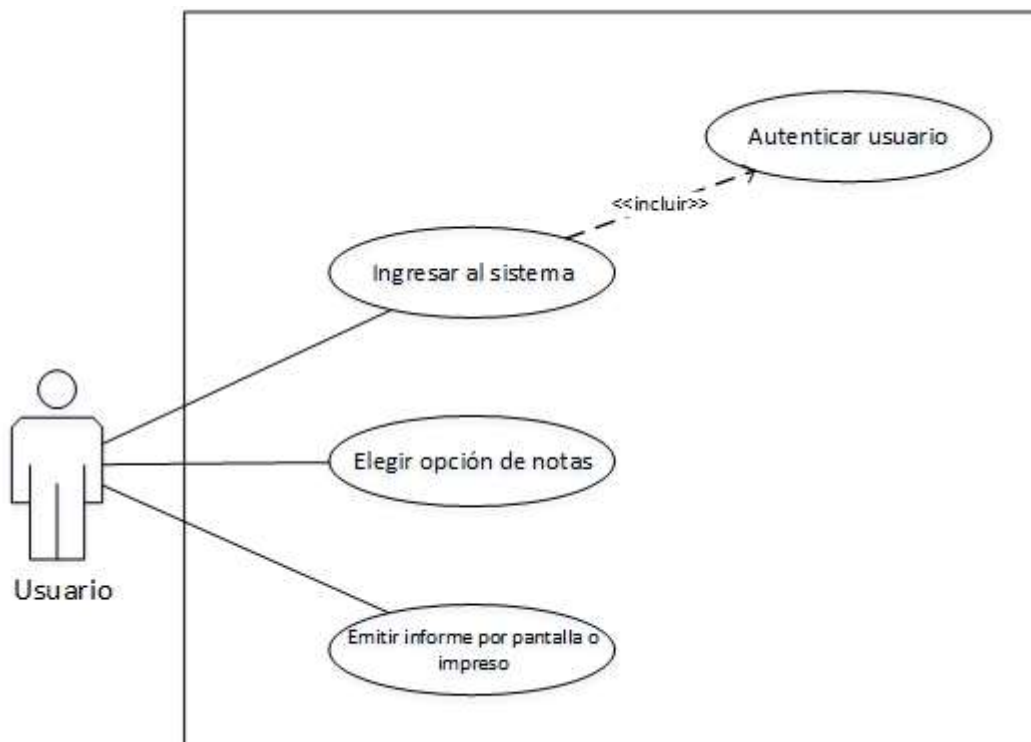 Autenticar usuario
<<incluir>>
Ingresar al sistema
Elegir opción de notas
Usuario
Emitir informe por pantalla o
impreso